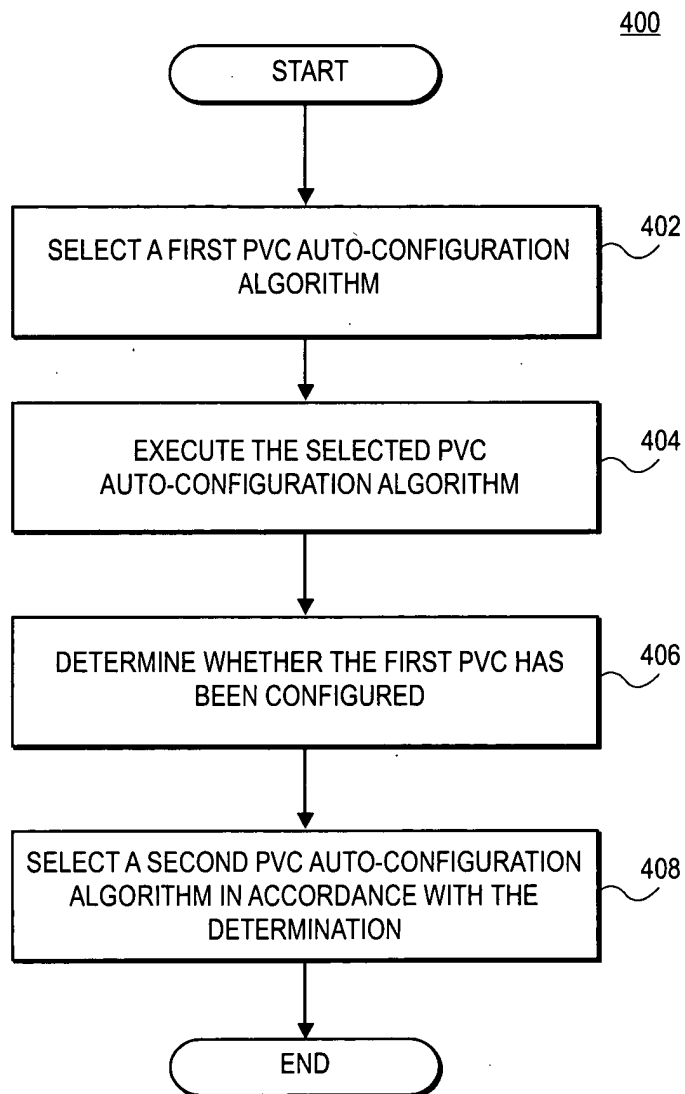 400
START
SELECT A FIRST PVC AUTO-CONFIGURATION
ALGORITHM
402
EXECUTE THE SELECTED PVC
AUTO-CONFIGURATION ALGORITHM
404
DETERMINE WHETHER THE FIRST PVC HAS
BEEN CONFIGURED
406
SELECT A SECOND PVC AUTO-CONFIGURATION
ALGORITHM IN ACCORDANCE WITH THE
DETERMINATION
408
END